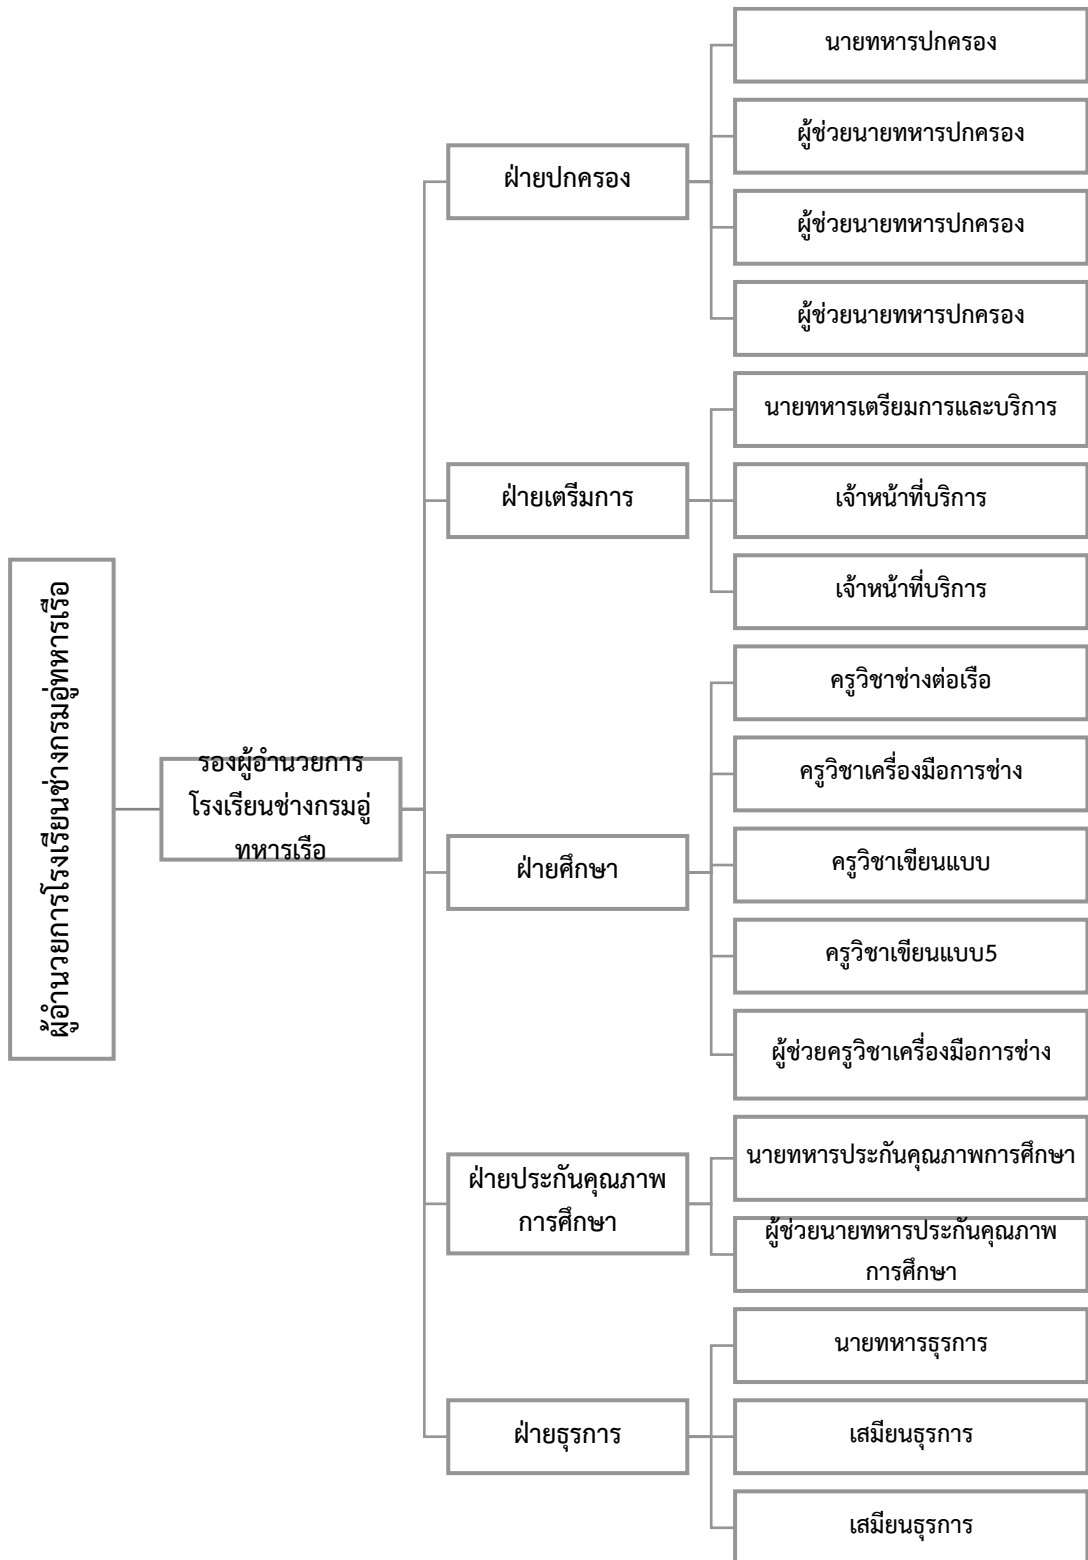 ผู้อำนวยการโรงเรียนช่างกรมอู่ทหารเรือ
รองผู้อำนวยการ
โรงเรียนช่างกรมอู่
ทหารเรือ
ฝ่ายปกครอง
นายทหารปกครอง
ผู้ช่วยนายทหารปกครอง
ผู้ช่วยนายทหารปกครอง
ผู้ช่วยนายทหารปกครอง
ฝ่ายเตรีมการ
นายทหารเตรียมการและบริการ
เจ้าหน้าที่บริการ
เจ้าหน้าที่บริการ
ฝ่ายศึกษา
ครูวิชาช่างต่อเรือ
ครูวิชาเครื่องมือการช่าง
ครูวิชาเขียนแบบ
ครูวิชาเขียนแบบ5
ผู้ช่วยครูวิชาเครื่องมือการช่าง
ฝ่ายประกันคุณภาพ
การศึกษา
นายทหารประกันคุณภาพการศึกษา
ผู้ช่วยนายทหารประกันคุณภาพ
การศึกษา
ฝ่ายธุรการ
นายทหารธุรการ
เสมียนธุรการ
เสมียนธุรการ